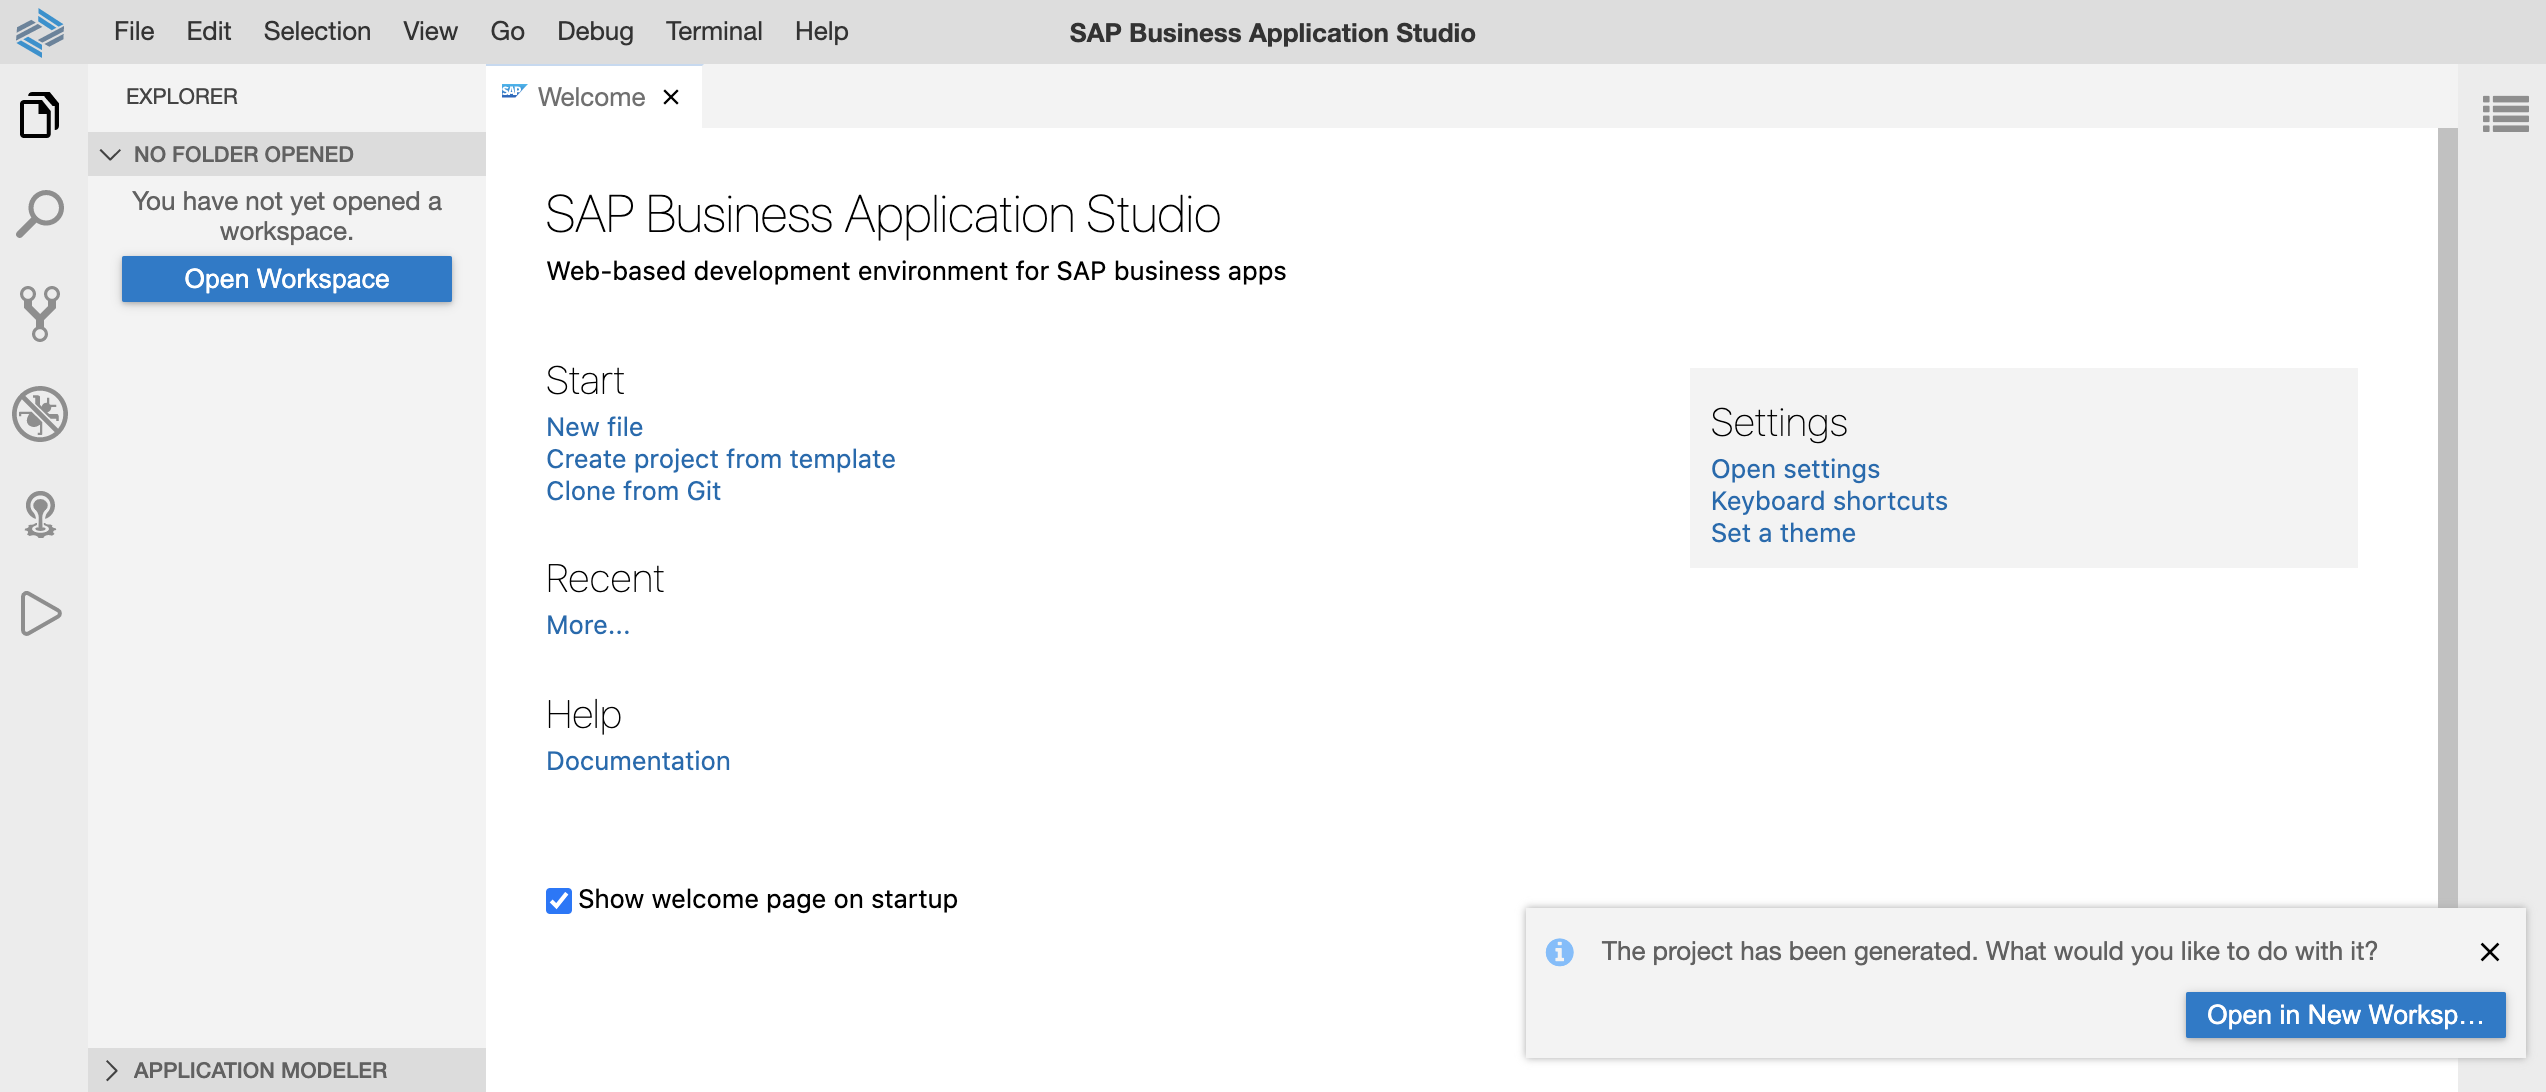 File Edit Selection View Go Debug Terminal Help SAP Business Application Studio
EXPLORER
NO FOLDER OPENED
You have not yet opened a
workspace.
Open Workspace
APPLICATION MODELER
SAP Welcome
SAP Business Application Studio
Web-based development environment for SAP business apps
Start
New file
Create project from template
Clone from Git
Recent
More...
Help
Documentation
Show welcome page on startup
Settings
Open settings
Keyboard shortcuts
Set a theme
The project has been generated. What would you like to do with it?
Open in New Worksp...